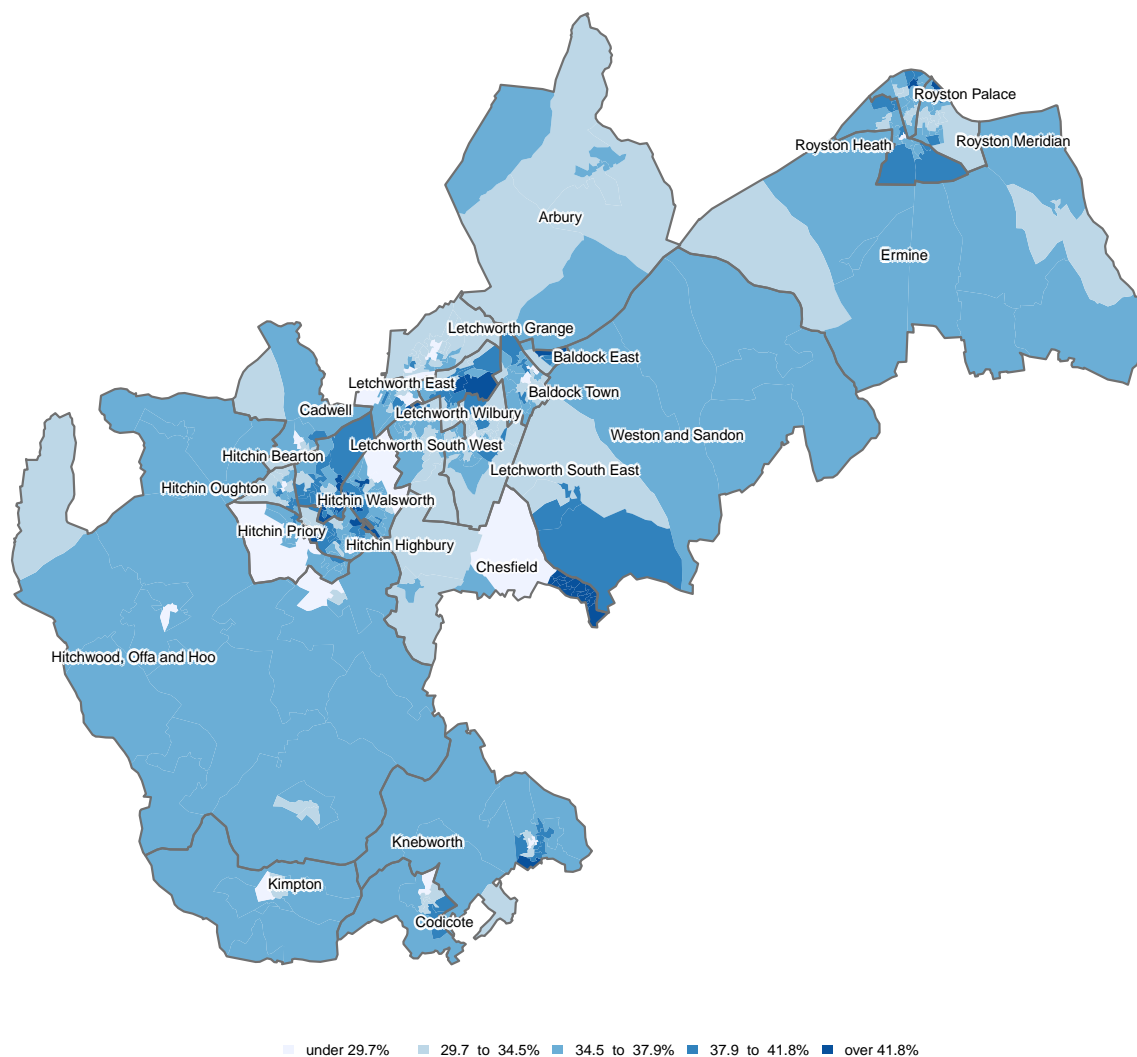 Royston Palace
Royston Heath
Royston Meridian
Arbury
Ermine
Letchworth Grange
Baldock East
Letchworth East
Baldock Town
Cadwell
Letchworth Wilbury
Weston and Sandon
Letchworth South West
Hitchin Bearton
Letchworth South East
Hitchin Oughton
Hitchin Walsworth
Hitchin Priory
Hitchin Highbury
Chesfield
Hitchwood, Offa and Hoo
Knebworth
Kimpton
Codicote
under 29.7% 29.7 to 34.5% 34.5 to 37.9% 37.9 to 41.8% over 41.8%